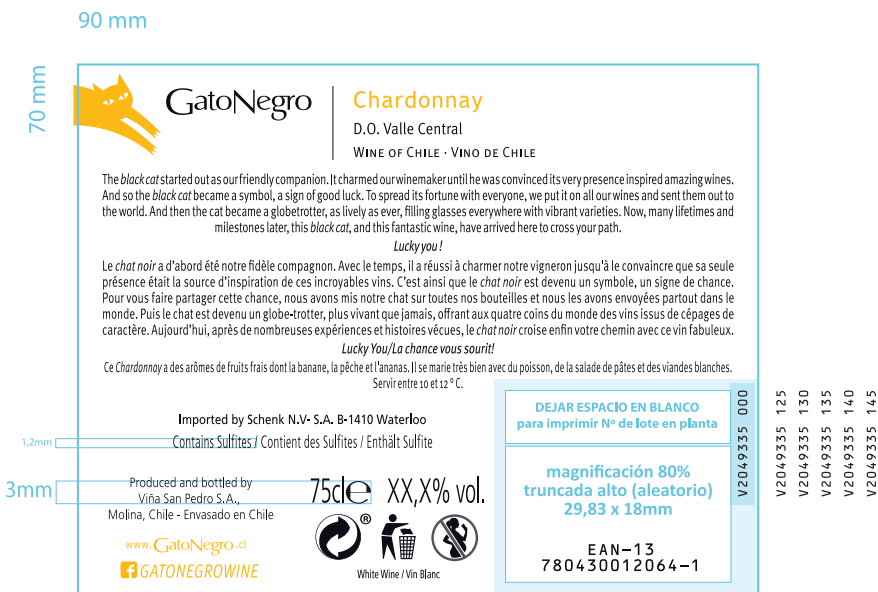 90 mm
70 mm
GatoNegro
Chardonnay
D.O. Valle Central
Wine of Chile · Vino de Chile
The black cat started out as our friendly companion. It charmed our winemaker until he was convinced its very presence inspired amazing wines.
And so the black cat became a symbol, a sign of good luck. To spread its fortune with everyone, we put it on all our wines and sent them out to
the world. And then the cat became a globetrotter, as lively as ever, filling glasses everywhere with vibrant varieties. Now, many lifetimes and
milestones later, this black cat, and this fantastic wine, have arrived here to cross your path.
Lucky you !
Le chat noir a d'abord été notre fidèle compagnon. Avec le temps, il a réussi à charmer notre vigneron jusqu'à le convaincre que sa seule
présence était la source d'inspiration de ces incroyables vins. C'est ainsi que le chat noir est devenu un symbole, un signe de chance.
Pour vous faire partager cette chance, nous avons mis notre chat sur toutes nos bouteilles et nous les avons envoyées partout dans le
monde. Puis le chat est devenu un globe-trotter, plus vivant que jamais, offrant aux quatre coins du monde des vins issus de cépages de
caractère. Aujourd'hui, après de nombreuses expériences et histoires vécues, le chat noir croise enfin votre chemin avec ce vin fabuleux.
Lucky You/La chance vous sourit!
Ce Chardonnay a des arômes de fruits frais dont la banane, la pêche et l'ananas. Il se marie très bien avec du poisson, de la salade de pâtes et des viandes blanches.
Servir entre 10 et 12 º C.
Imported by Schenk N.V- S.A. B-1410 Waterloo
1,2mm
Contains Sulfites / Contient des Sulfites / Enthält Sulfite
3mm
Produced and bottled by
Viña San Pedro S.A.,
Molina, Chile - Envasado en Chile
www.GatoNegro.cl
GATONEGROWINE
75cl e XX,X% vol.
®
White Wine / Vin Blanc
DEJAR ESPACIO EN BLANCO
para imprimir Nº de lote en planta
magnificación 80%
truncada alto (aleatorio)
29,83 x 18mm
EAN-13
780430012064-1
V2049335 000
V2049335 125
V2049335 130
V2049335 135
V2049335 140
V2049335 145